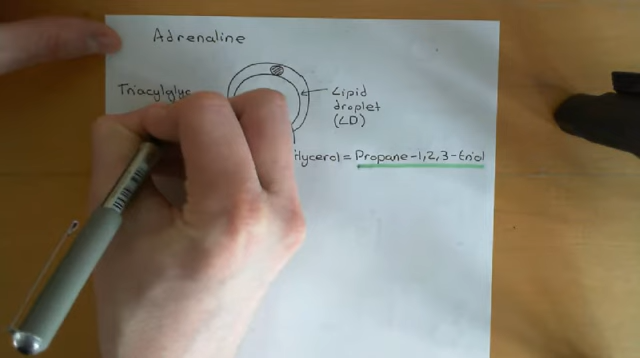 Adrenaline
Lipid
droplet
(LD)
= Propane-1,2,3-triol